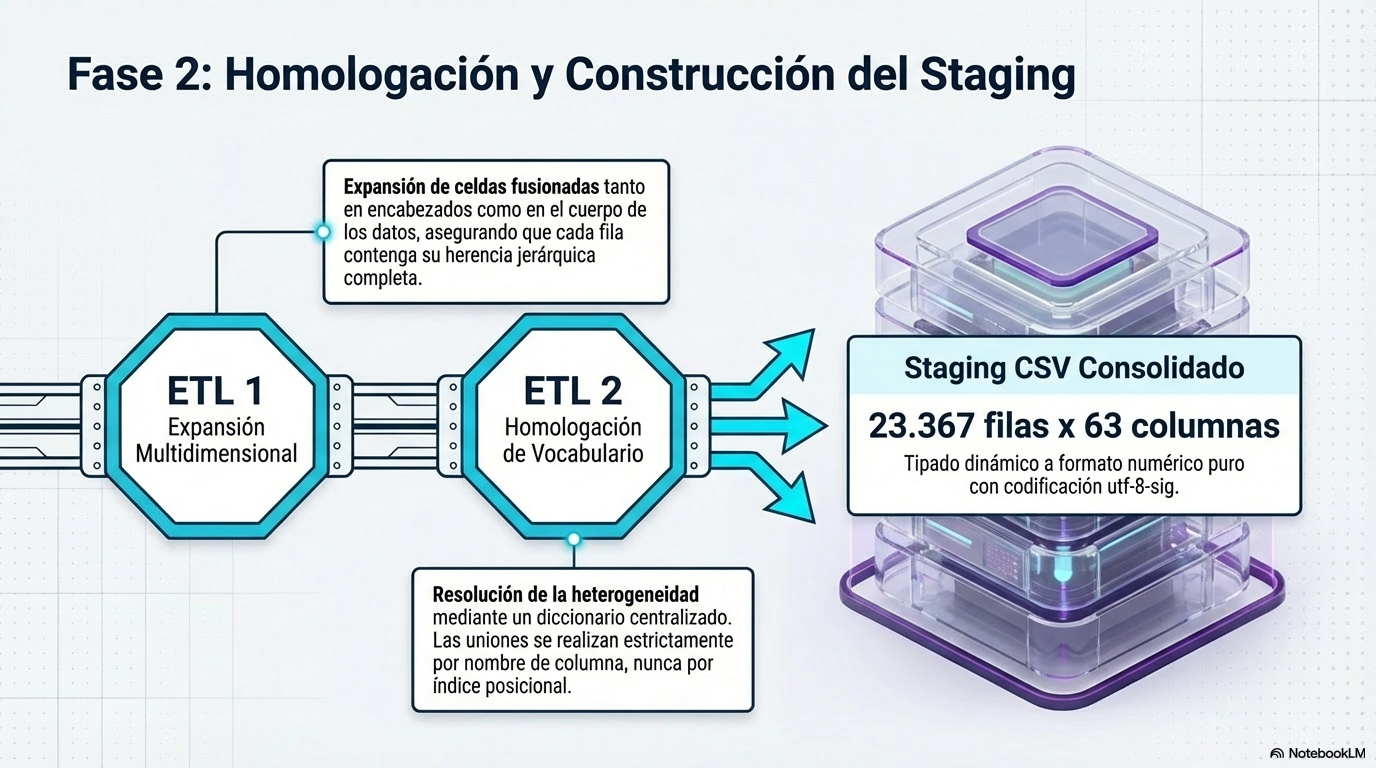 Fase 2: Homologación y Construcción del Staging
Expansión de celdas fusionadas tanto
en encabezados como en el cuerpo de
los datos, asegurando que cada fila
contenga su herencia jerárquica
completa.
ETL 1
Expansión
Multidimensional
ETL 2
Homologación
de Vocabulario
Resolución de la heterogeneidad
mediante un diccionario centralizado.
Las uniones se realizan estrictamente
por nombre de columna, nunca por
índice posicional.
Staging CSV Consolidado
23.367 filas x 63 columnas
Tipado dinámico a formato numérico puro
con codificación utf-8-sig.
NotebookLM